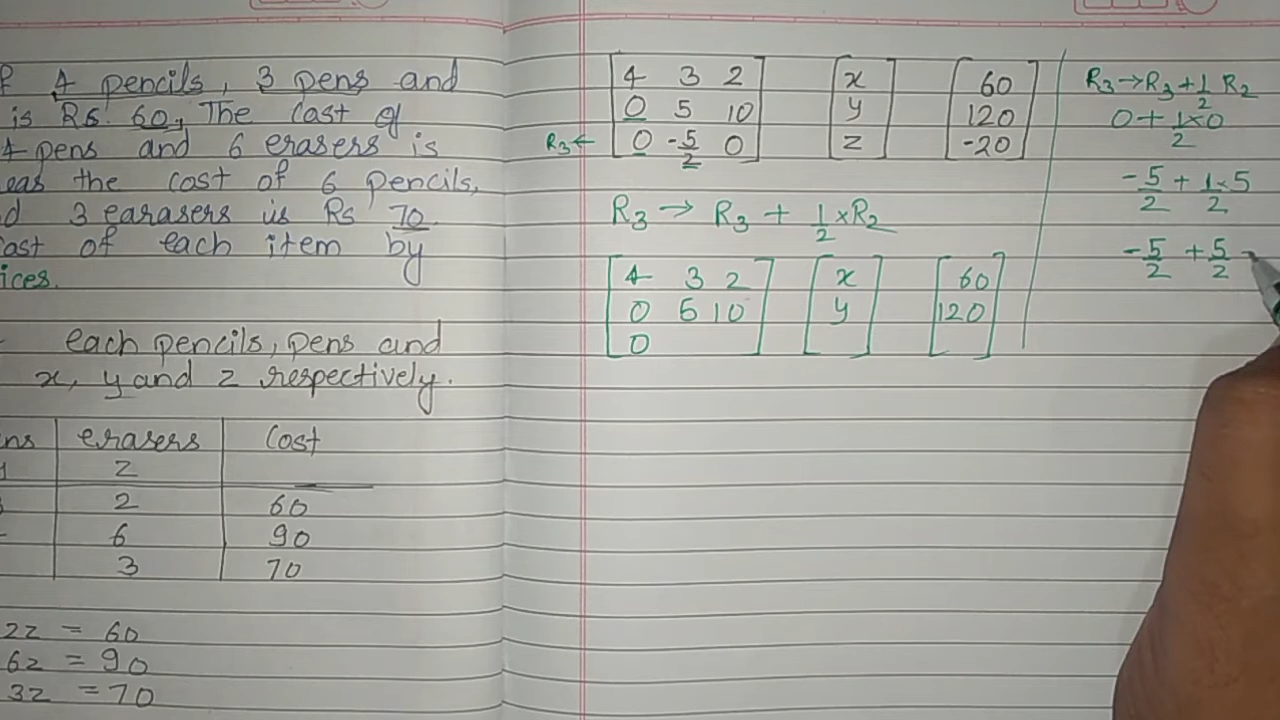 4 pencils, 3 pens and
is Rs. 60, The cost of
4 pens and 6 erasers is
eas the cost of 6 pencils,
d 3 earasers is Rs 70
cost of each item by
ices.
each pencils, pens and
x, y and z respectively.
ns erasers cost
z
2 60
6 90
3 70
2z = 60
6z = 90
3z = 70
4 3 2 x 60
0 5 10 y 120
R3← 0 -5/2 0 z -20
R3 → R3 + 1/2 × R2
4 3 2 x 60
0 5 10 y 120
0
R3 → R3 + 1/2 R2
0 + 1/2 × 0
-5/2 + 1/2 × 5
-5/2 + 5/2